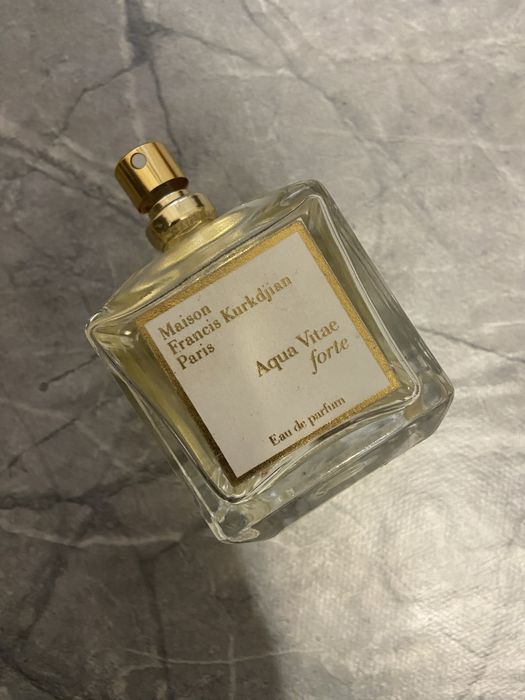 Maison
Francis Kurkdjian
Paris
Aqua Vitae
forte
Eau de parfum